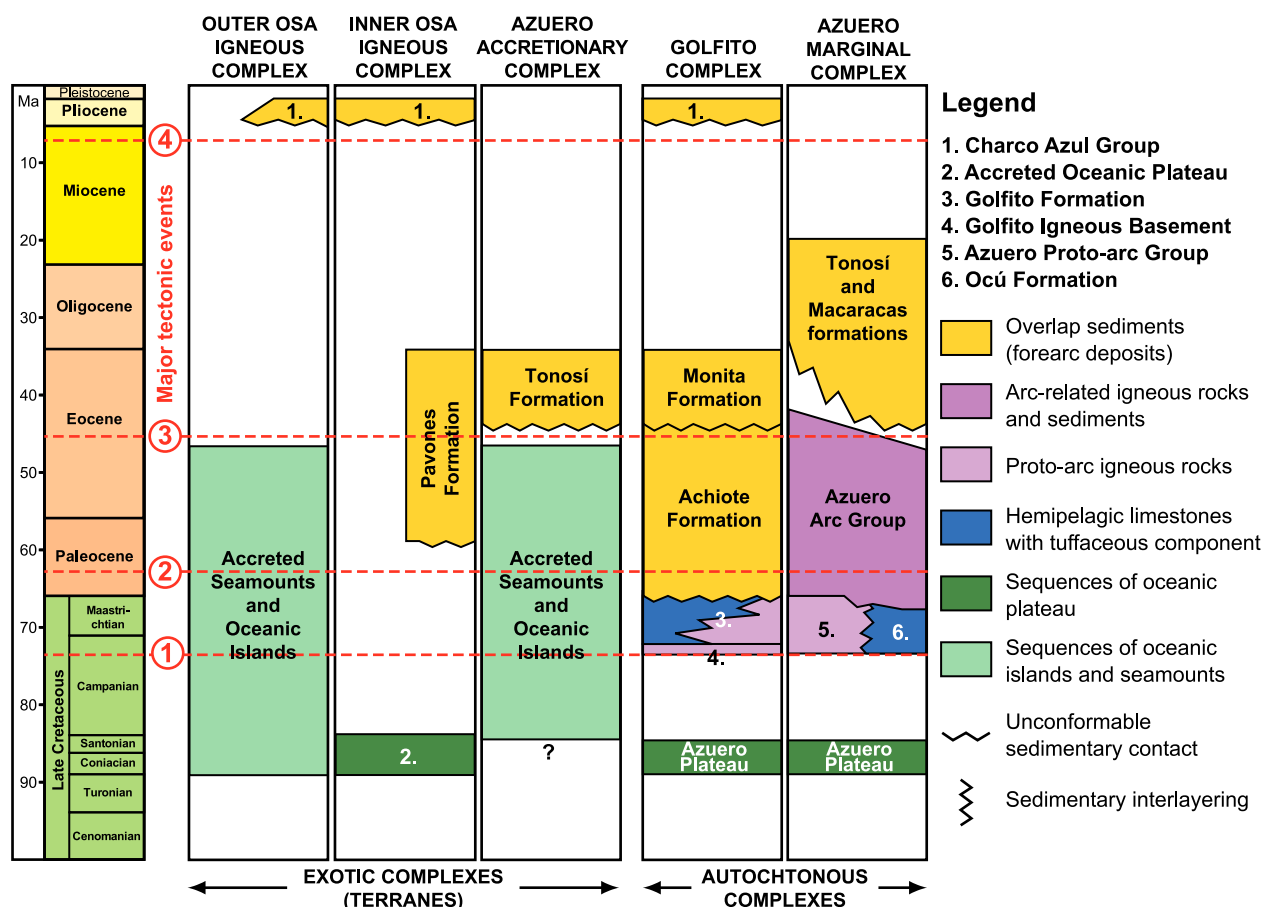 OUTER OSA
IGNEOUS
COMPLEX
INNER OSA
IGNEOUS
COMPLEX
AZUERO
ACCRETIONARY
COMPLEX
GOLFITO
COMPLEX
AZUERO
MARGINAL
COMPLEX
Ma
10
20
30
40
50
60
70
80
90
Pleistocene
Pliocene
Miocene
Oligocene
Eocene
Paleocene
Late Cretaceous
Maastri-
chtian
Campanian
Santonian
Coniacian
Turonian
Cenomanian
Major tectonic events
4
3
2
1
1.
Accreted
Seamounts
and
Oceanic
Islands
1.
Pavones
Formation
2.
Tonosí
Formation
Accreted
Seamounts
and
Oceanic
Islands
?
1.
Monita
Formation
Achiote
Formation
3.
4.
Azuero
Plateau
Tonosí
and
Macaracas
formations
Azuero
Arc Group
5.
6.
Azuero
Plateau
EXOTIC COMPLEXES
(TERRANES)
AUTOCHTONOUS
COMPLEXES
Legend
1. Charco Azul Group
2. Accreted Oceanic Plateau
3. Golfito Formation
4. Golfito Igneous Basement
5. Azuero Proto-arc Group
6. Ocú Formation
Overlap sediments
(forearc deposits)
Arc-related igneous rocks
and sediments
Proto-arc igneous rocks
Hemipelagic limestones
with tuffaceous component
Sequences of oceanic
plateau
Sequences of oceanic
islands and seamounts
Unconformable
sedimentary contact
Sedimentary interlayering